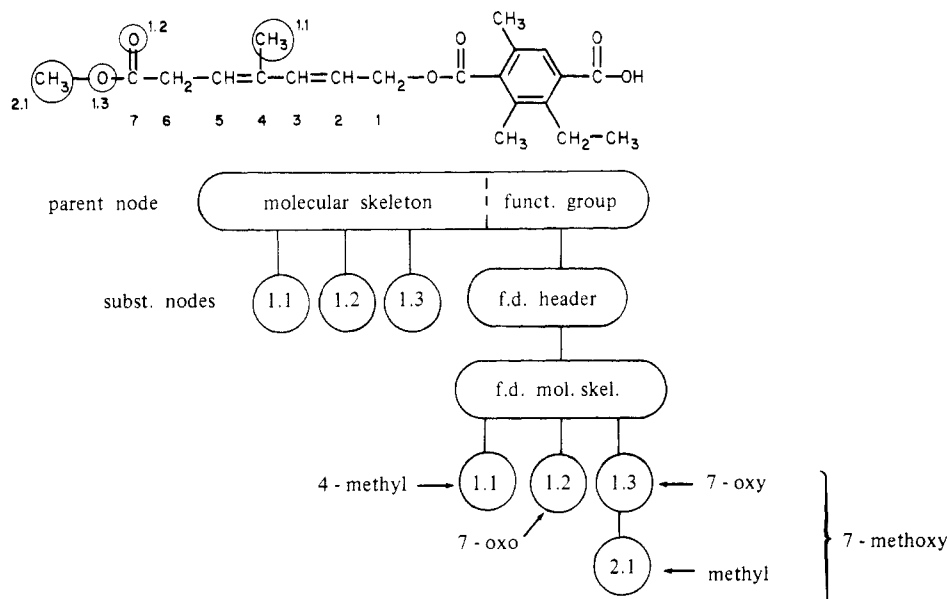 1.2 1.1
O CH₃ O CH₃ O
CH₃—O—C—CH₂—CH=C—CH=CH—CH₂—O—C C—OH
2.1 1.3
7 6 5 4 3 2 1
CH₃ CH₂—CH₃
parent node molecular skeleton funct. group
subst. nodes 1.1 1.2 1.3 f.d. header
f.d. mol. skel.
4 - methyl 1.1 1.2 1.3 7 - oxy
7 - oxo 7 - methoxy
2.1 methyl